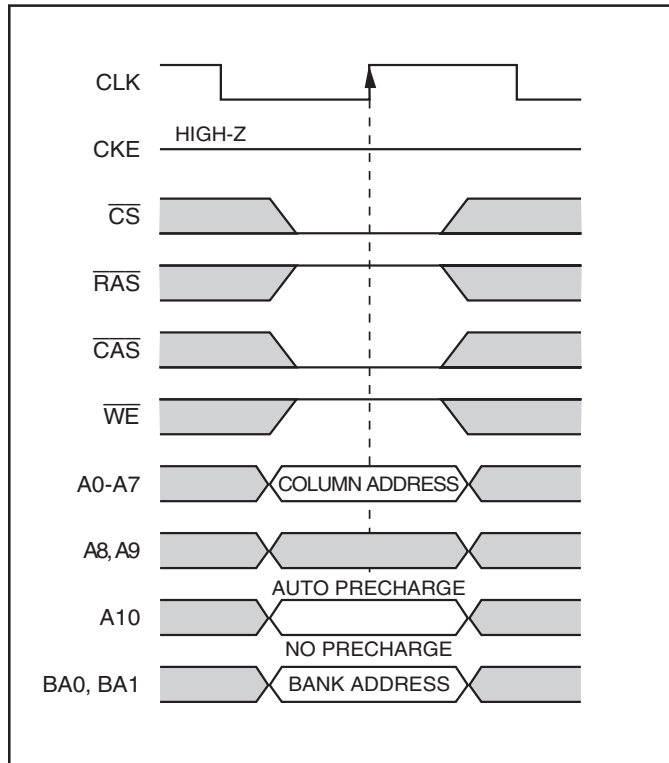 CLK
HIGH-Z
CKE
CS
RAS
CAS
WE
A0-A7 COLUMN ADDRESS
A8, A9
AUTO PRECHARGE
A10
NO PRECHARGE
BA0, BA1 BANK ADDRESS